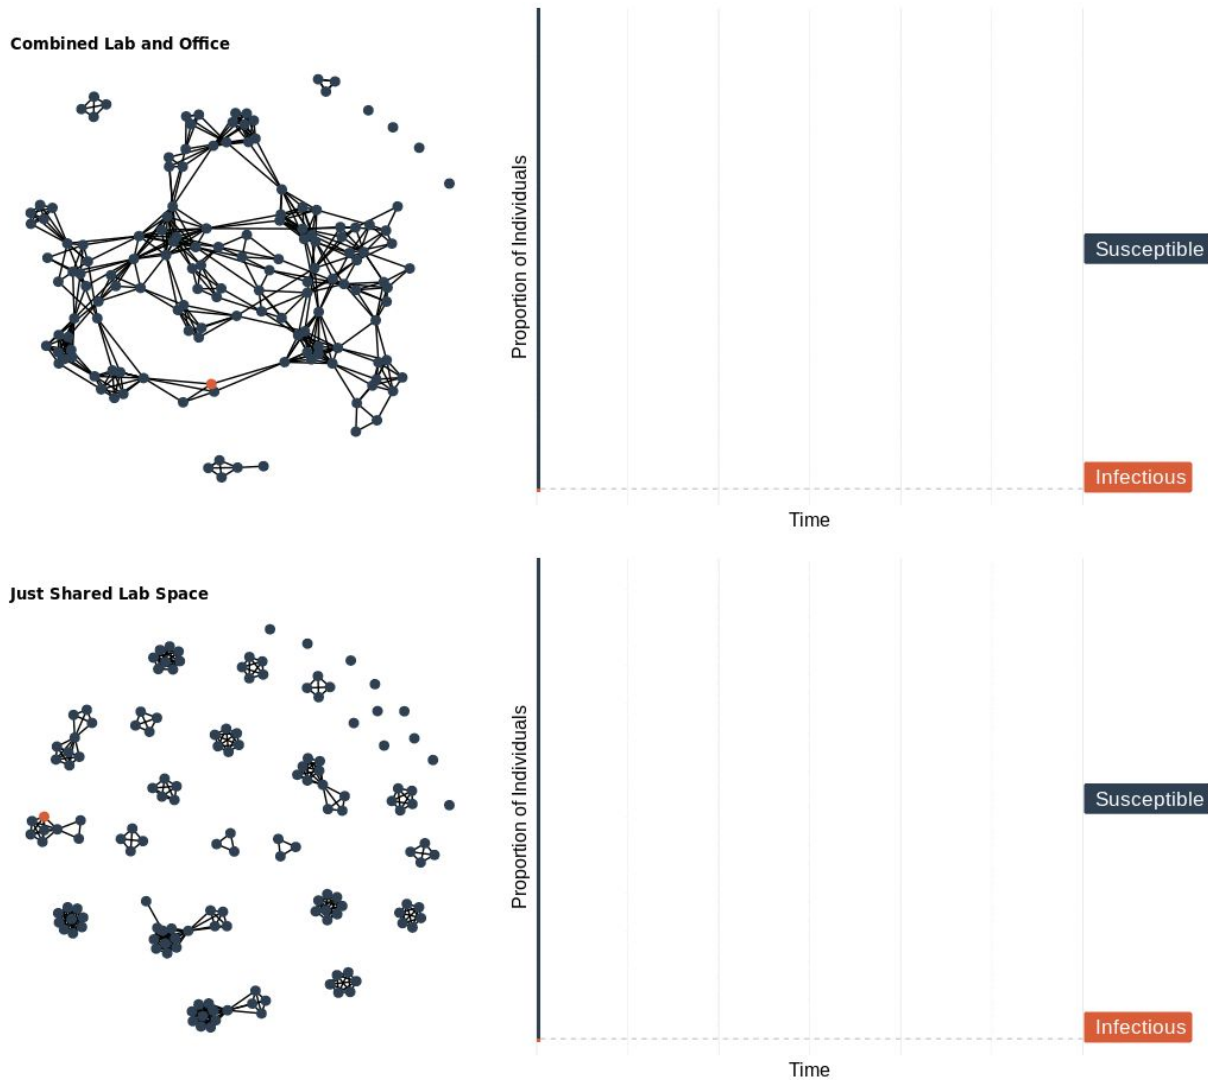 Combined Lab and Office
Proportion of Individuals
Susceptible
Infectious
Time
Just Shared Lab Space
Proportion of Individuals
Susceptible
Infectious
Time